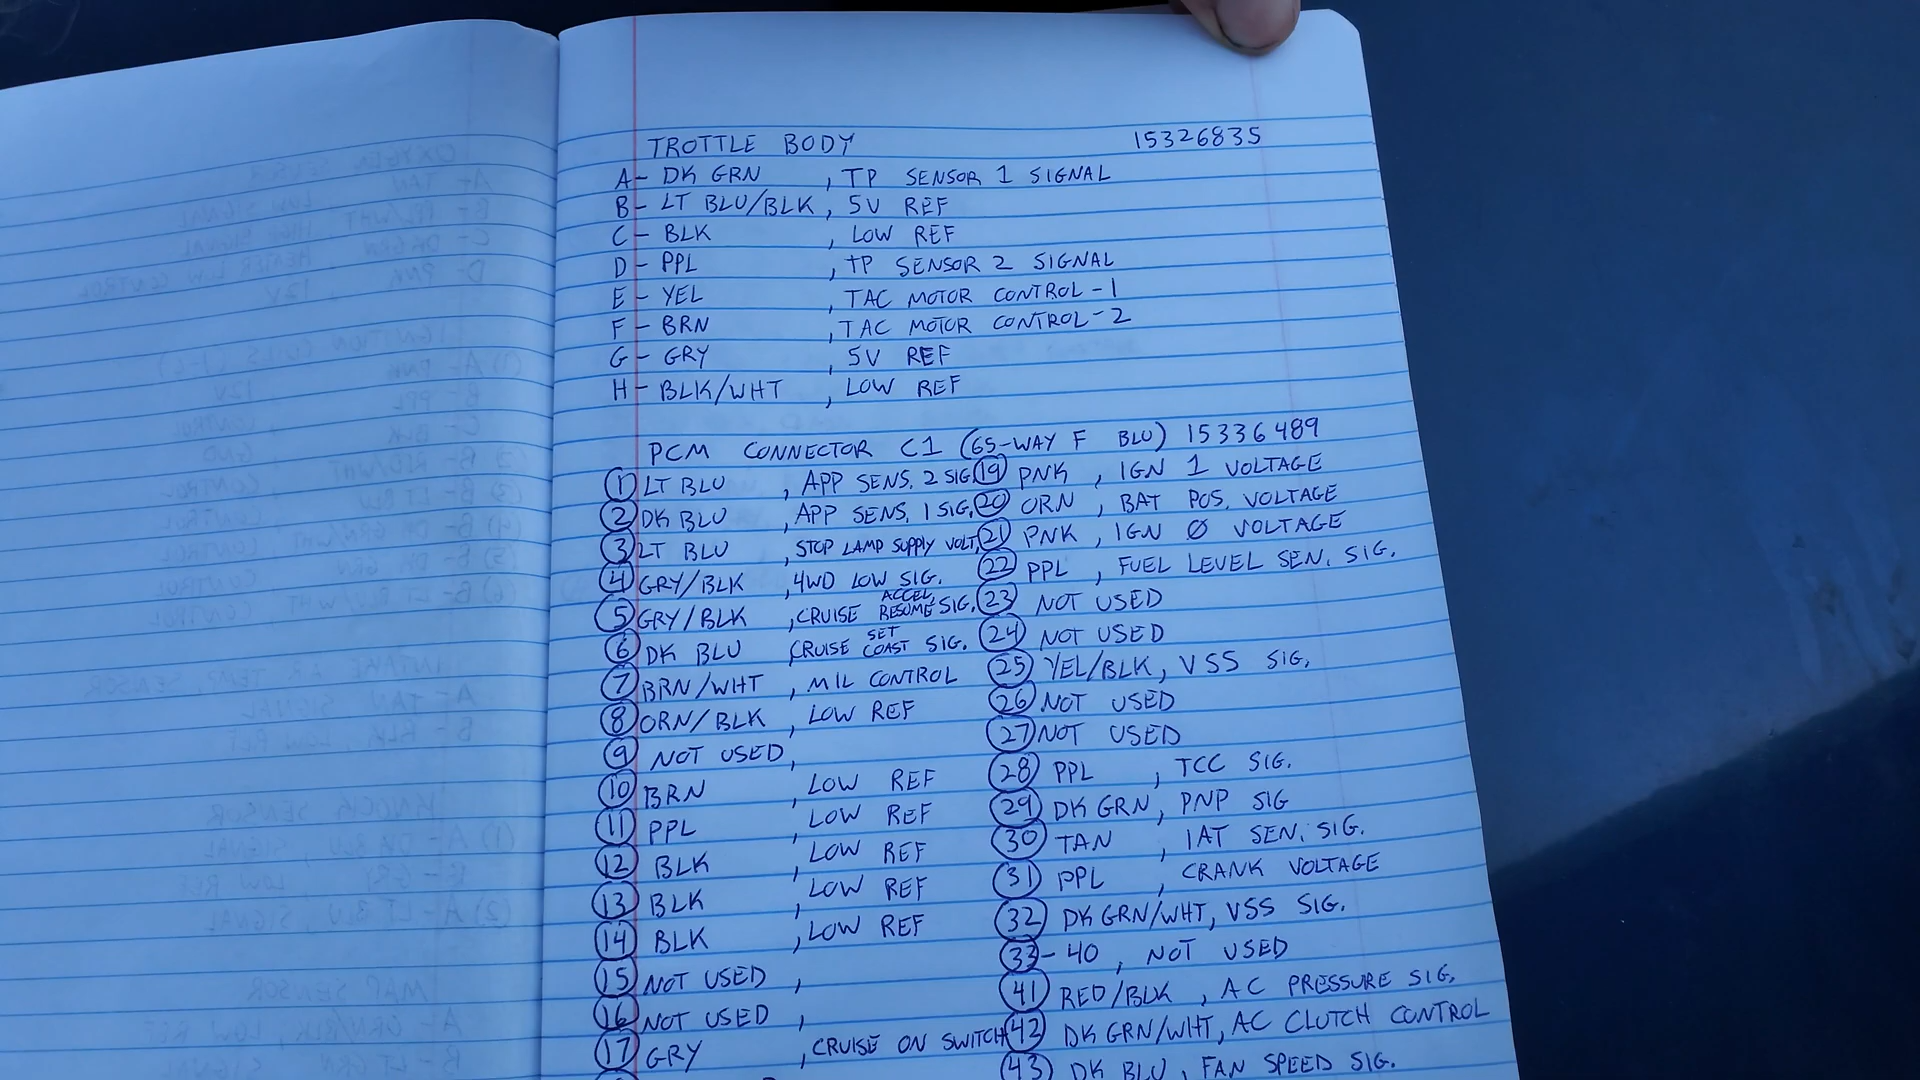 TROTTLE BODY 15326835
A- DK GRN , TP SENSOR 1 SIGNAL
B- LT BLU/BLK , 5V REF
C- BLK , LOW REF
D- PPL , TP SENSOR 2 SIGNAL
E- YEL , TAC MOTOR CONTROL-1
F- BRN , TAC MOTOR CONTROL-2
G- GRY , 5V REF
H- BLK/WHT , LOW REF
PCM CONNECTOR C1 (65-WAY F BLU) 15336489
1 LT BLU , APP SENS. 2 SIG. 19 PNK , IGN 1 VOLTAGE
2 DK BLU , APP SENS. 1 SIG. 20 ORN , BAT POS. VOLTAGE
3 LT BLU , STOP LAMP SUPPLY VOLT. 21 PNK , IGN Ø VOLTAGE
4 GRY/BLK , 4WD LOW SIG. 22 PPL , FUEL LEVEL SEN. SIG.
5 GRY/BLK , CRUISE ACCEL RESUME SIG. 23 NOT USED
6 DK BLU , CRUISE SET COAST SIG. 24 NOT USED
7 BRN/WHT , MIL CONTROL 25 YEL/BLK, VSS SIG.
8 ORN/BLK , LOW REF 26 NOT USED
9 NOT USED, 27 NOT USED
10 BRN , LOW REF 28 PPL , TCC SIG.
11 PPL , LOW REF 29 DK GRN, PNP SIG
12 BLK , LOW REF 30 TAN , IAT SEN. SIG.
13 BLK , LOW REF 31 PPL , CRANK VOLTAGE
14 BLK , LOW REF 32 DK GRN/WHT, VSS SIG.
15 NOT USED , 33-40 , NOT USED
16 NOT USED , 41 RED/BLK , AC PRESSURE SIG.
17 GRY , CRUISE ON SWITCH 42 DK GRN/WHT, AC CLUTCH CONTROL
43 DK BLU , FAN SPEED SIG.